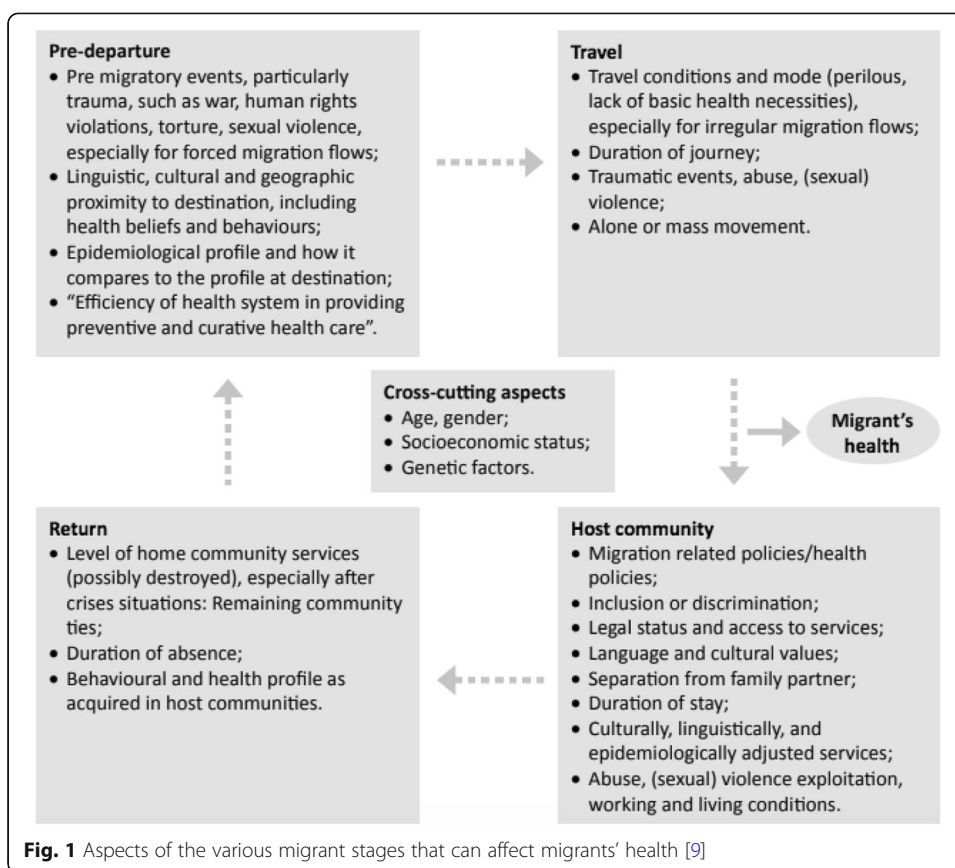 Pre-departure
• Pre migratory events, particularly
trauma, such as war, human rights
violations, torture, sexual violence,
especially for forced migration flows;
• Linguistic, cultural and geographic
proximity to destination, including
health beliefs and behaviours;
• Epidemiological profile and how it
compares to the profile at destination;
• “Efficiency of health system in providing
preventive and curative health care”.
Travel
• Travel conditions and mode (perilous,
lack of basic health necessities),
especially for irregular migration flows;
• Duration of journey;
• Traumatic events, abuse, (sexual)
violence;
• Alone or mass movement.
Cross-cutting aspects
• Age, gender;
• Socioeconomic status;
• Genetic factors.
Migrant's
health
Return
• Level of home community services
(possibly destroyed), especially after
crises situations: Remaining community
ties;
• Duration of absence;
• Behavioural and health profile as
acquired in host communities.
Host community
• Migration related policies/health
policies;
• Inclusion or discrimination;
• Legal status and access to services;
• Language and cultural values;
• Separation from family partner;
• Duration of stay;
• Culturally, linguistically, and
epidemiologically adjusted services;
• Abuse, (sexual) violence exploitation,
working and living conditions.
Fig. 1 Aspects of the various migrant stages that can affect migrants’ health [9]